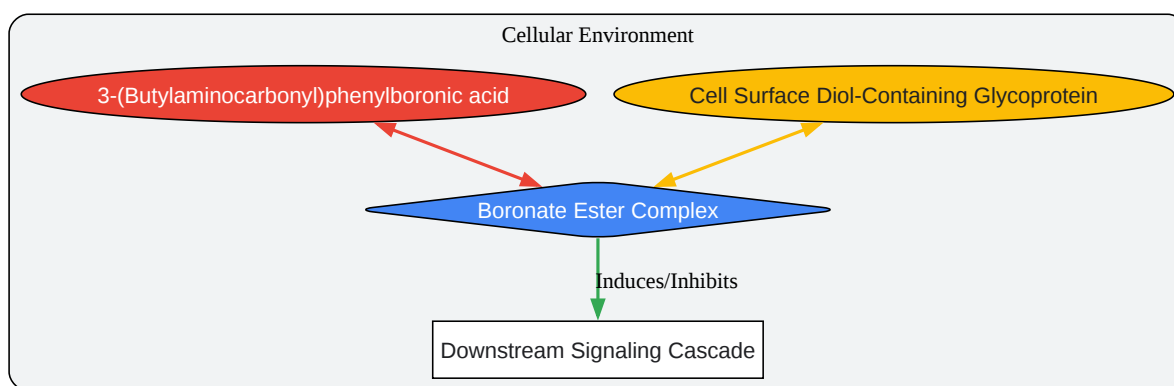 Cellular Environment
3-(Butylaminocarbonyl)phenylboronic acid
Cell Surface Diol-Containing Glycoprotein
Boronate Ester Complex
Induces/Inhibits
Downstream Signaling Cascade